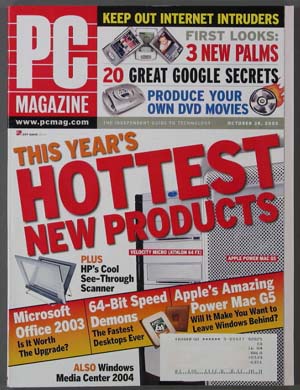 KEEP OUT INTERNET INTRUDERS
PC
MAGAZINE
www.pcmag.com
FIRST LOOKS:
3 NEW PALMS
20 GREAT GOOGLE SECRETS
PRODUCE YOUR
OWN DVD MOVIES
THE INDEPENDENT GUIDE TO TECHNOLOGY
THIS YEAR'S
HOTTEST
NEW PRODUCTS
VELOCITY MICRO (ATHLON 64 FX)
APPLE POWER MAC G5
PLUS
HP's Cool
See-Through
Scanner
Microsoft
Office 2003
Is It Worth
The Upgrade?
64-Bit Speed
Demons
The Fastest
Desktops Ever
Apple's Amazing
Power Mac G5
Will It Make You Want to
Leave Windows Behind?
ALSO Windows
Media Center 2004